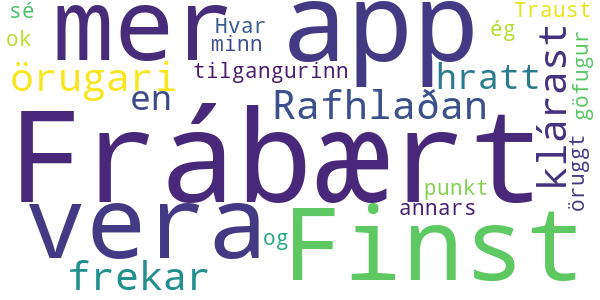 sé
mer
app
Traust
Hvar
ég
ok
minn
örugari
tilgangurinn
hratt
klárast
göfugur
en
Rafhlaðan
Frábært
öruggt
punkt
vera
annars
Finst
og
frekar